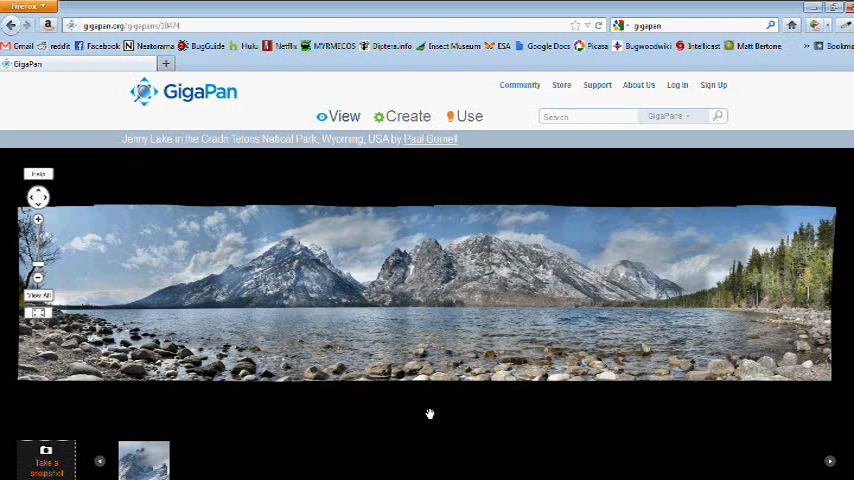 Firefox
gigapan.org/gigapans/10474
gigapan
Gmail reddit Facebook Neatorama BugGuide Hulu Netflix MYRMECOS Diptera.info Insect Museum ESA Google Docs Picasa Bugwoodwiki Intellicast Matt Bertone » Bookma
GigaPan
GigaPan
Community Store Support About Us Log In Sign Up
View Create Use
Search GigaPans
Jenny Lake in the Gradn Tetons Natioal Park, Wyoming, USA by Paul Gornell
Help
View All
Take a
snapshot